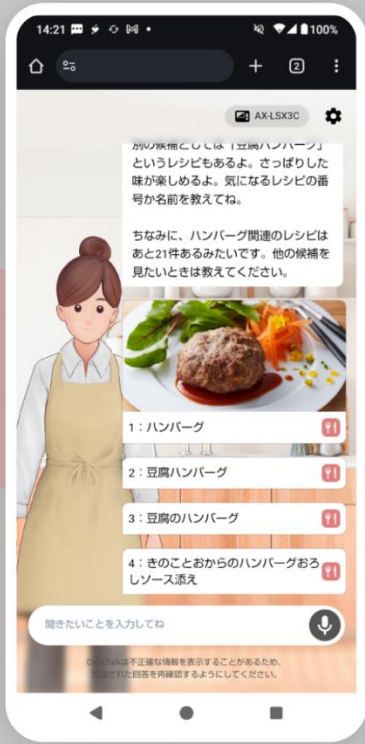 14:21
100%
2
AX-LSX3C
別の候補としては「豆腐ハンバーグ」
というレシピもあるよ。さっぱりした
味が楽しめるよ。気になるレシピの番
号か名前を教えてね。
ちなみに、ハンバーグ関連のレシピは
あと21件あるみたいです。他の候補を
見たいときは教えてください。
1：ハンバーグ
2：豆腐ハンバーグ
3：豆腐のハンバーグ
4：きのことおからのハンバーグおろ
しソース添え
聞きたいことを入力してね
は不正確な情報を表示することがあるため、
された回答を再確認するようにしてください。